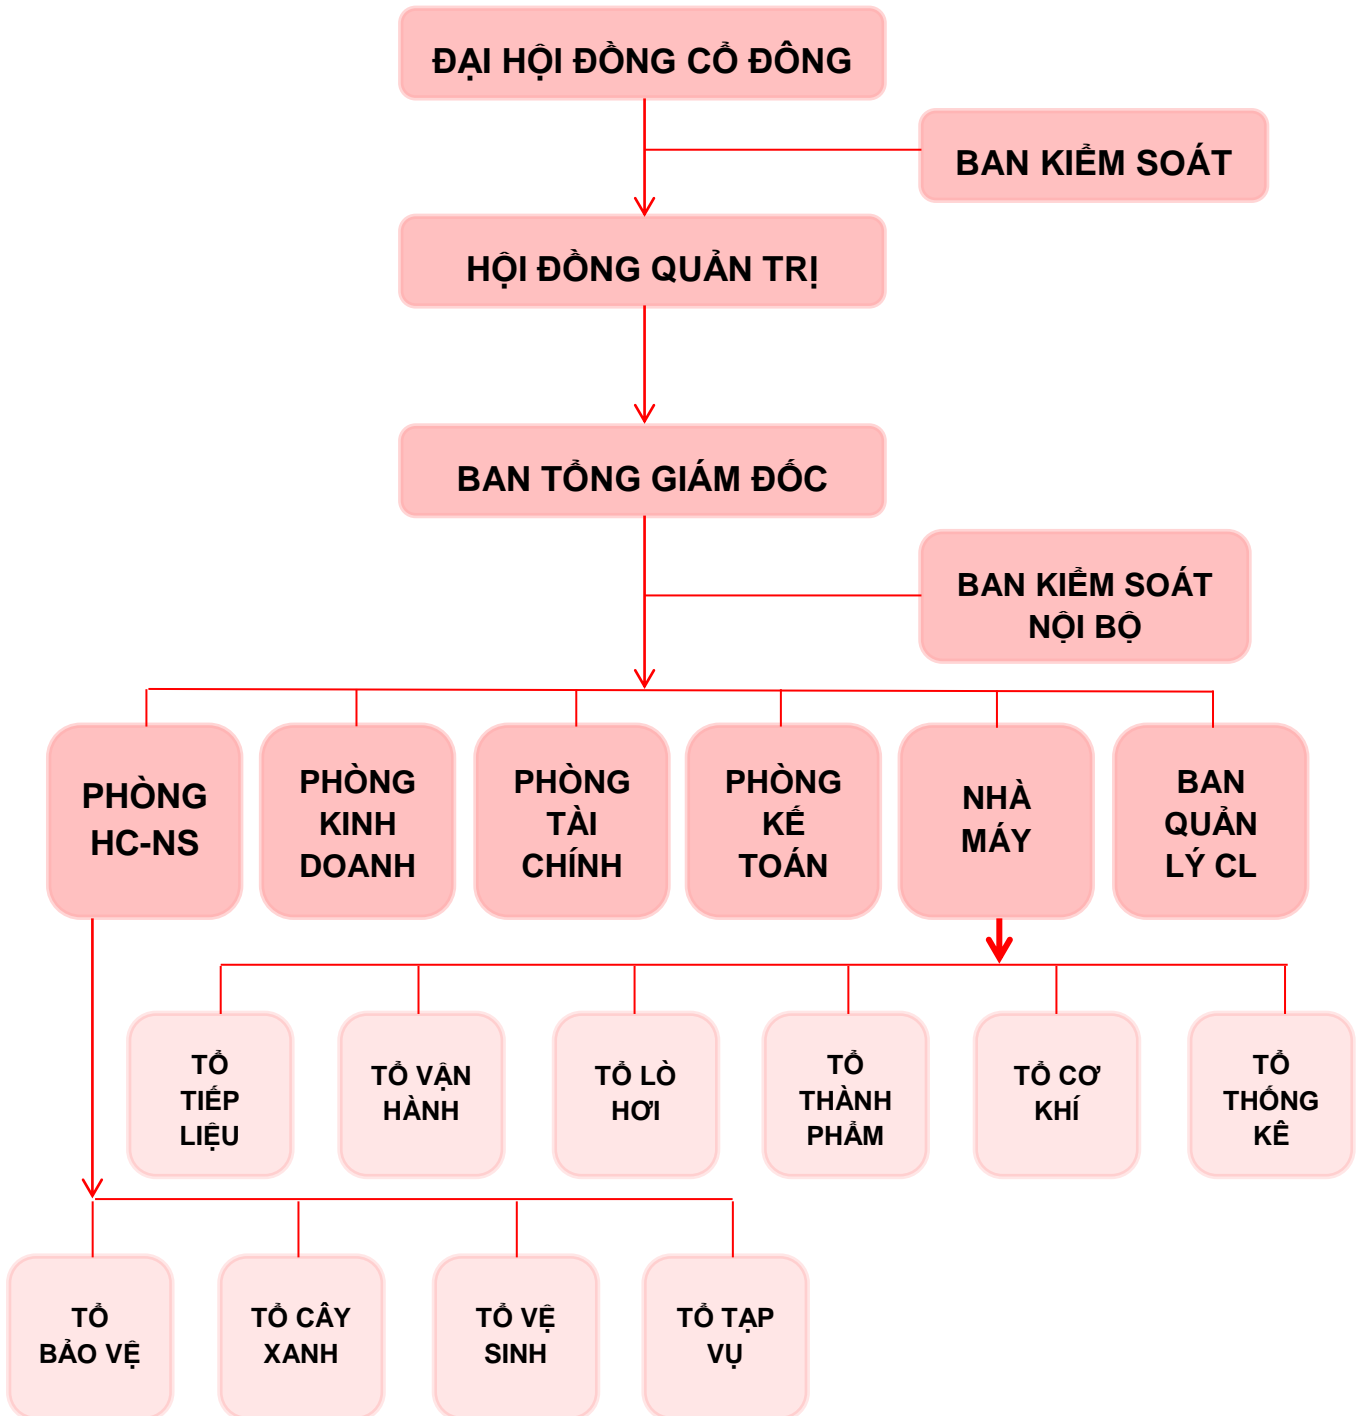 ĐẠI HỘI ĐỒNG CỔ ĐÔNG
BAN KIỂM SOÁT
HỘI ĐỒNG QUẢN TRỊ
BAN TỔNG GIÁM ĐỐC
BAN KIỂM SOÁT
NỘI BỘ
PHÒNG
HC-NS
PHÒNG
KINH
DOANH
PHÒNG
TÀI
CHÍNH
PHÒNG
KẾ
TOÁN
NHÀ
MÁY
BAN
QUẢN
LÝ CL
TỔ
TIẾP
LIỆU
TỔ VẬN
HÀNH
TỔ LÒ
HƠI
TỔ
THÀNH
PHẨM
TỔ CƠ
KHÍ
TỔ
THỐNG
KÊ
TỔ
BẢO VỆ
TỔ CÂY
XANH
TỔ VỆ
SINH
TỔ TẠP
VỤ